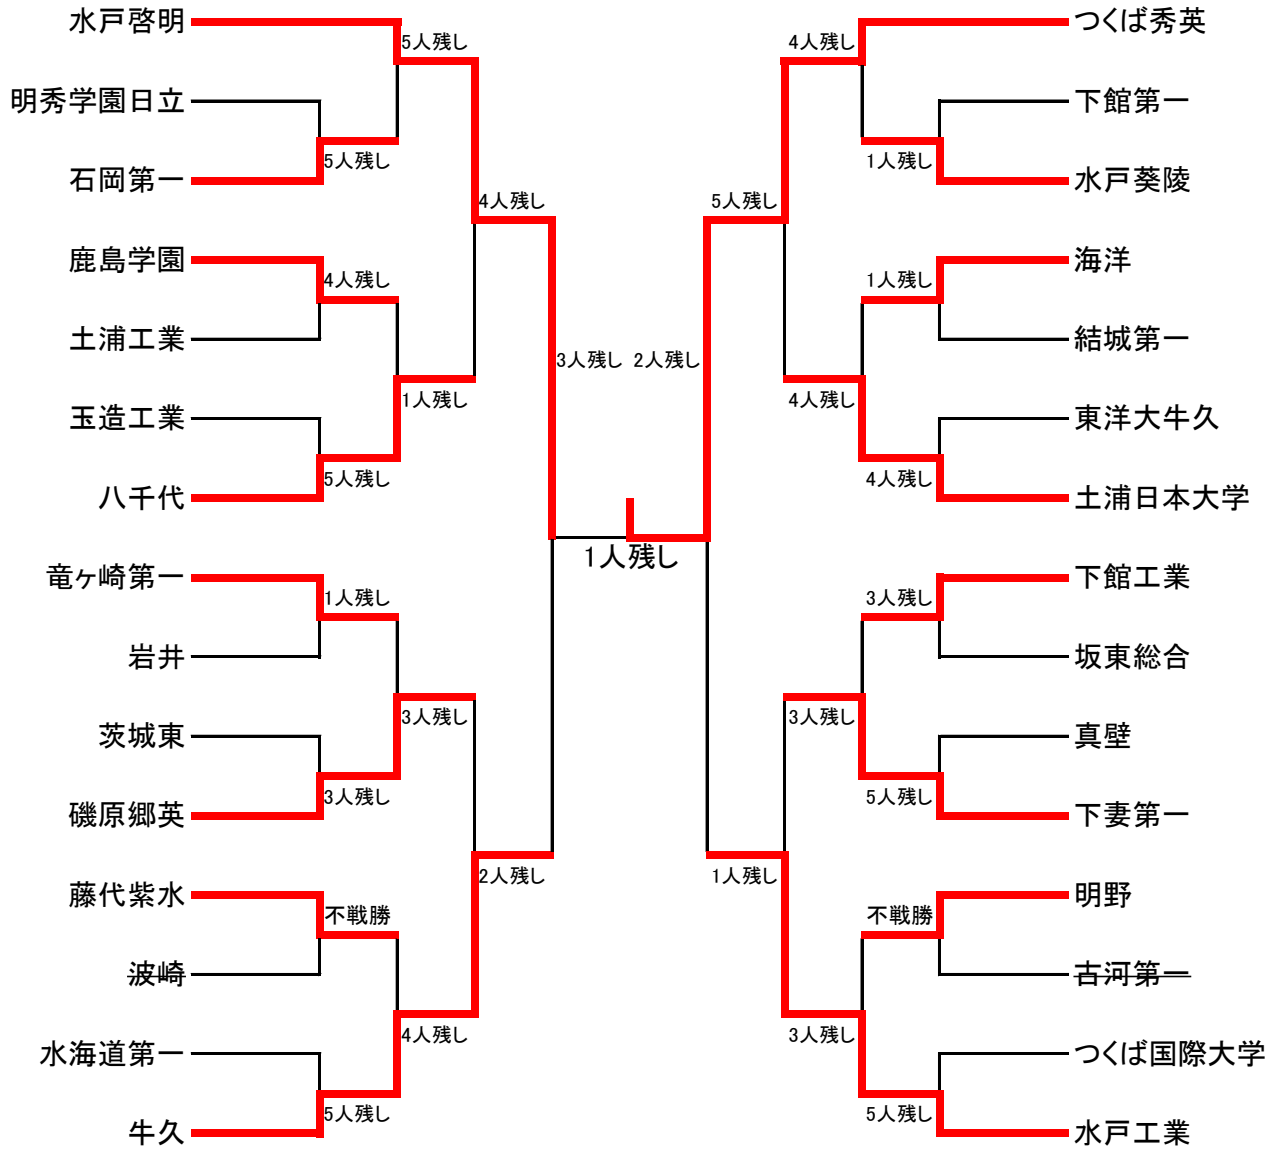 水戸啓明
5人残し
明秀学園日立
5人残し
石岡第一
4人残し
鹿島学園
4人残し
土浦工業
3人残し
1人残し
玉造工業
5人残し
八千代
竜ヶ崎第一
1人残し
岩井
3人残し
茨城東
3人残し
磯原郷英
2人残し
藤代紫水
不戦勝
波崎
4人残し
水海道第一
5人残し
牛久
1人残し
つくば秀英
4人残し
下館第一
1人残し
水戸葵陵
5人残し
海洋
1人残し
結城第一
2人残し
4人残し
東洋大牛久
4人残し
土浦日本大学
下館工業
3人残し
坂東総合
3人残し
真壁
5人残し
下妻第一
1人残し
明野
不戦勝
古河第一
3人残し
つくば国際大学
5人残し
水戸工業